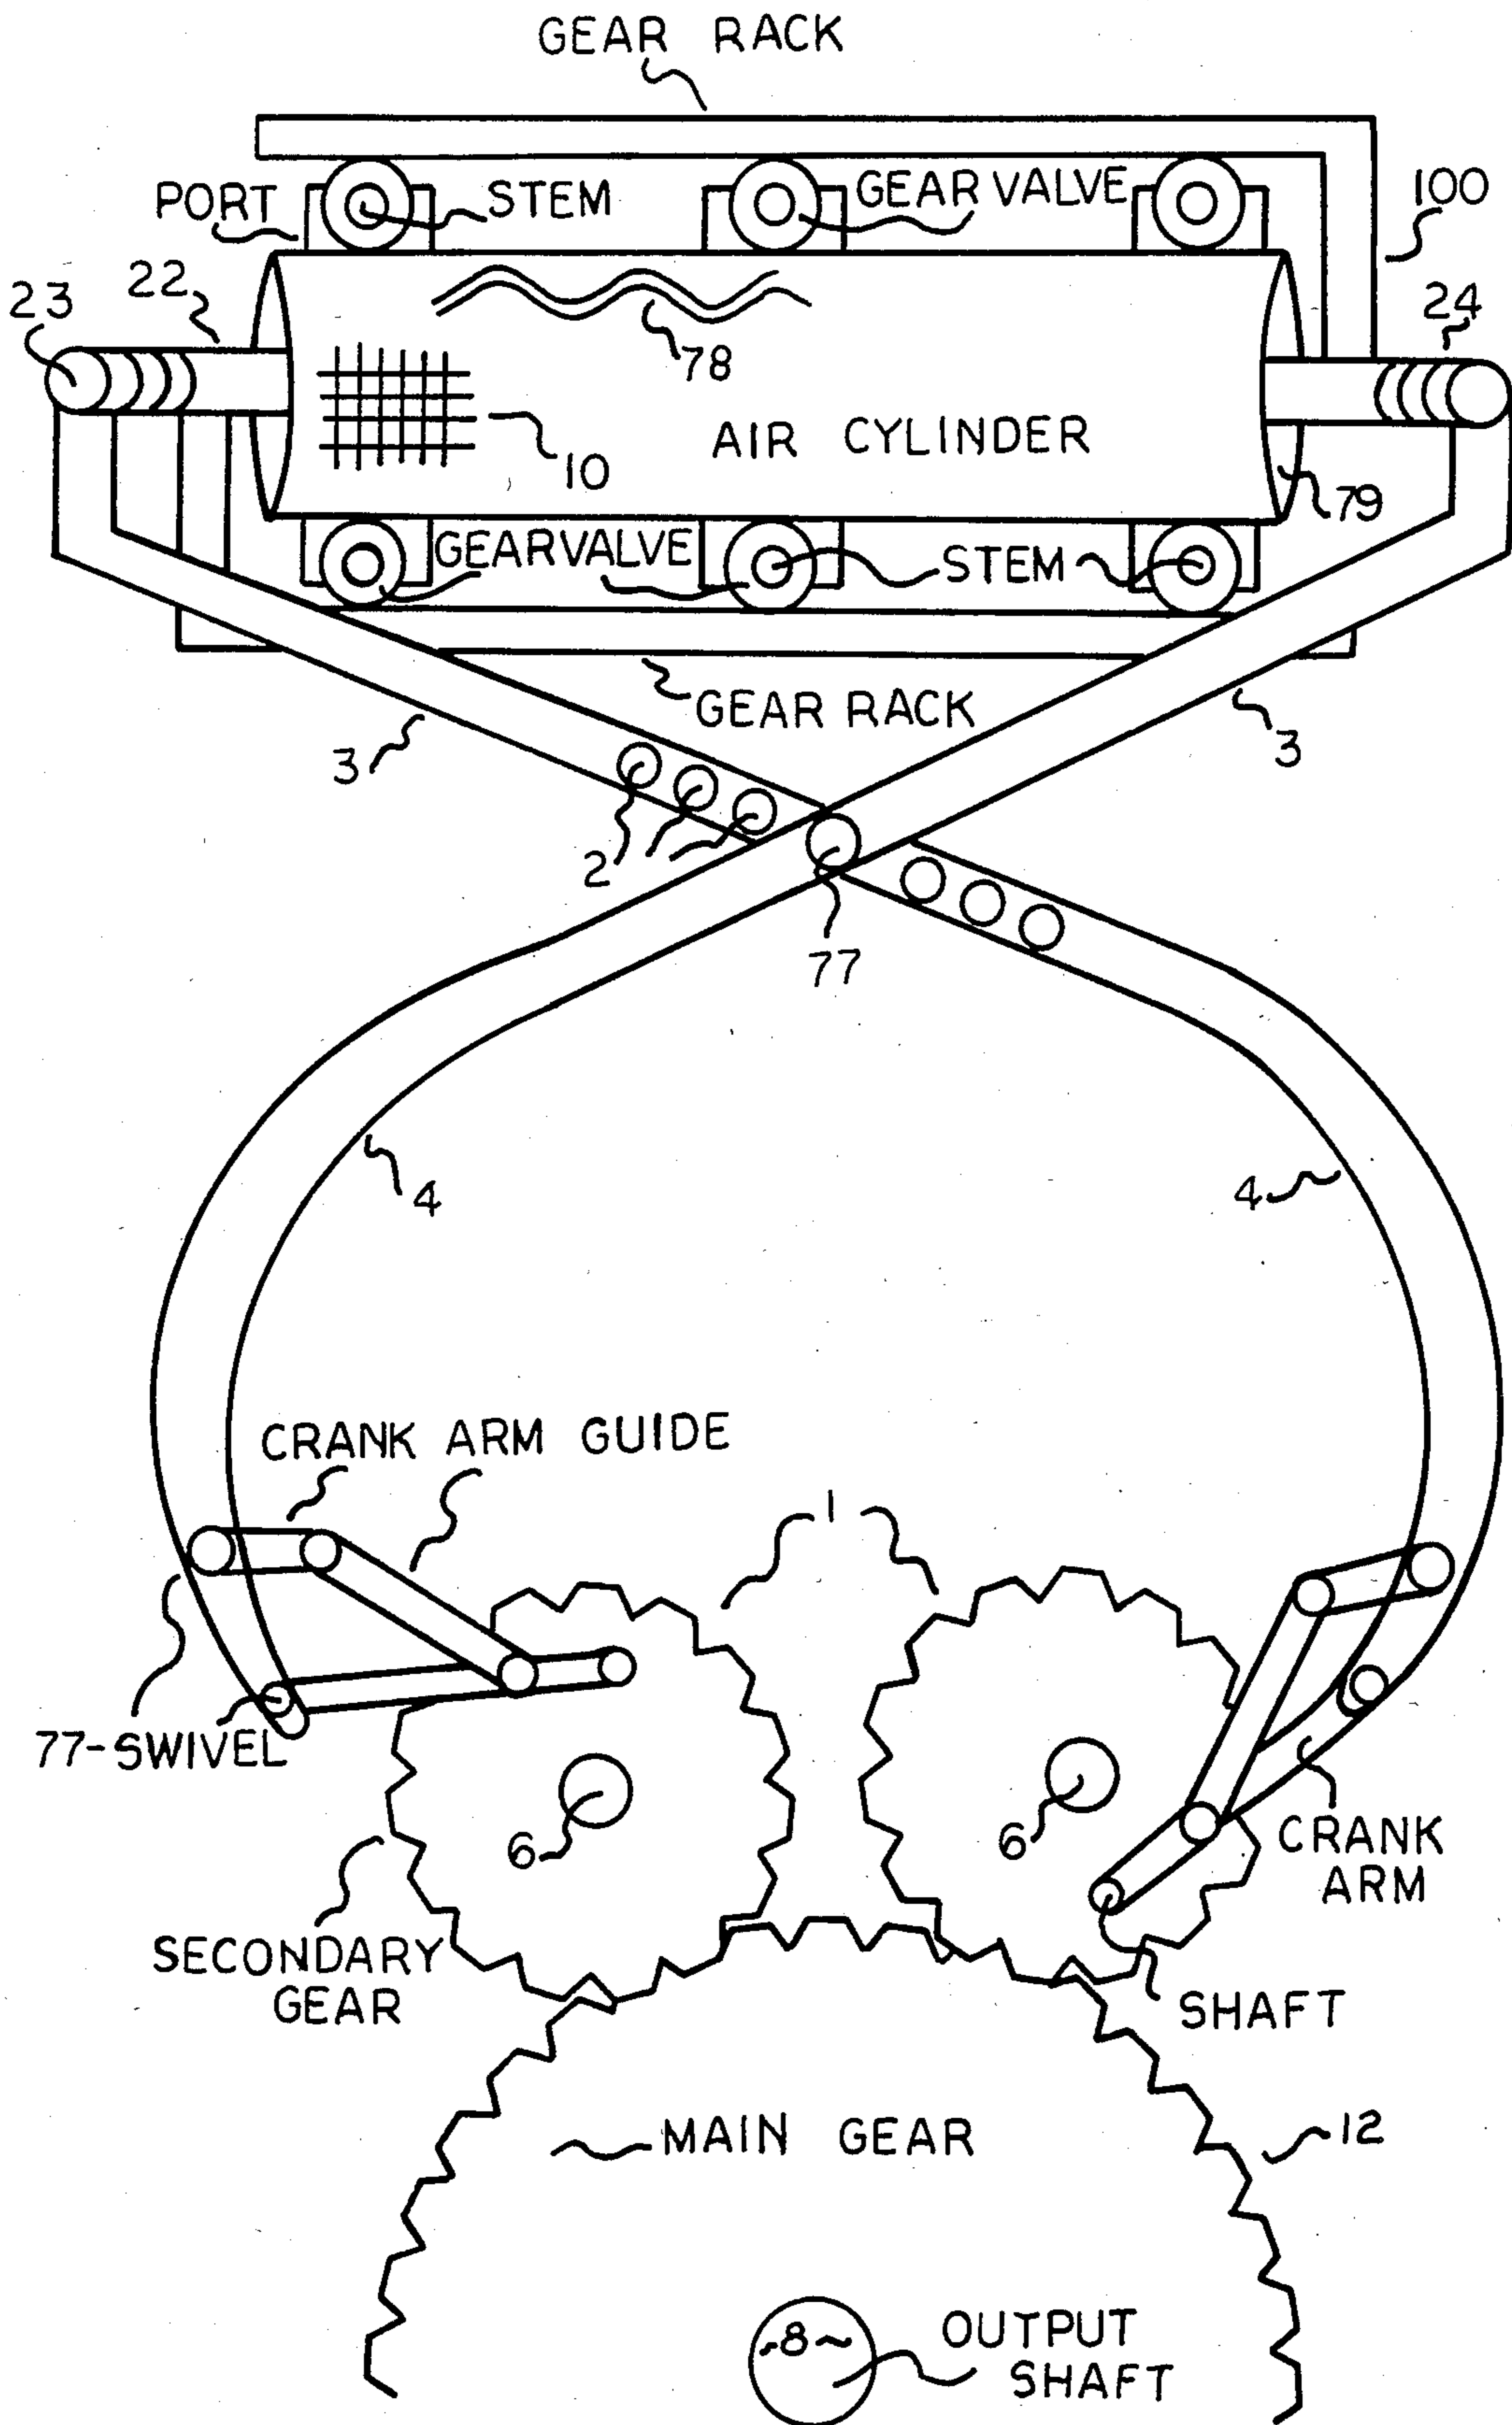 GEAR RACK
PORT
STEM
GEAR VALVE
100
23
22
24
78
10
AIR CYLINDER
79
GEARVALVE
STEM
GEAR RACK
3
3
2
77
4
4
CRANK ARM GUIDE
1
77-SWIVEL
6
6
CRANK
ARM
SECONDARY
GEAR
SHAFT
MAIN GEAR
12
8
OUTPUT
SHAFT